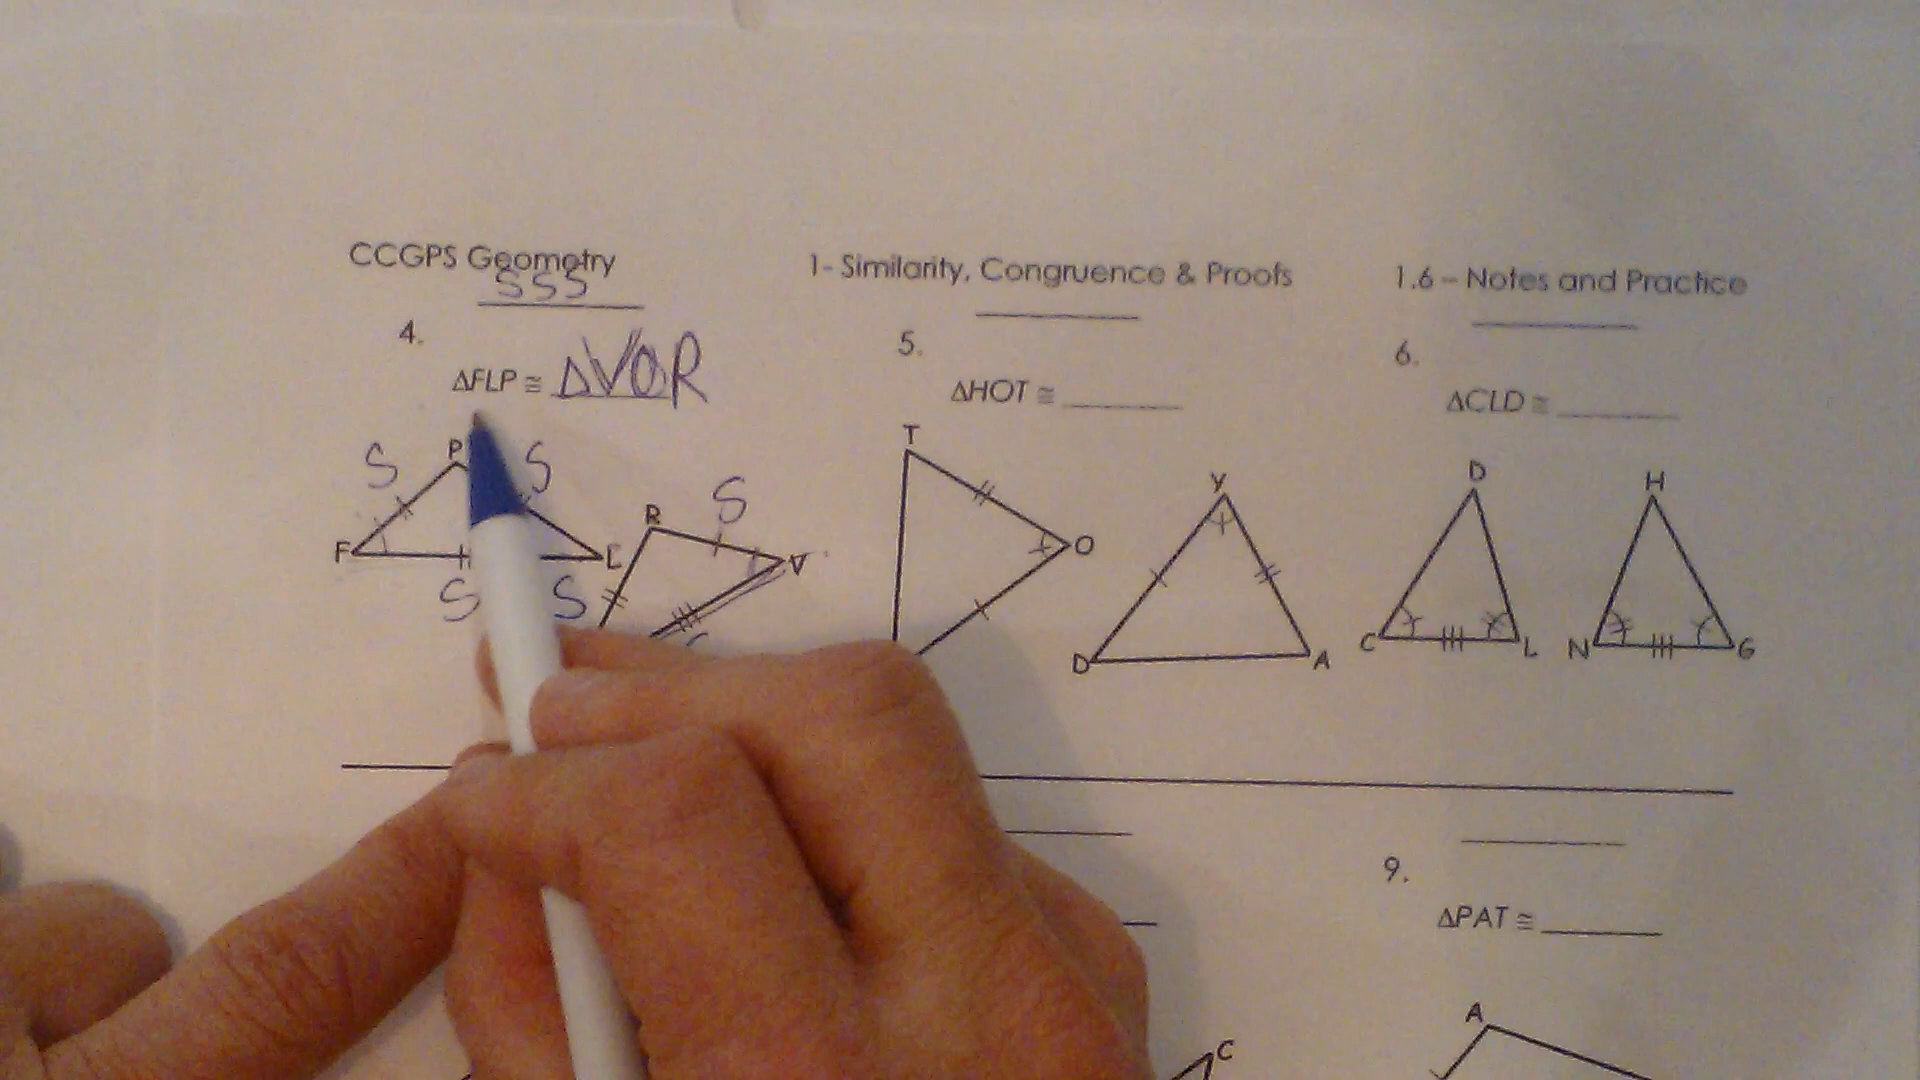 CCGPS Geometry 1- Similarity, Congruence & Proofs 1.6 – Notes and Practice
SSS
4. 5. 6.
ΔFLP ≅ ΔVOR ΔHOT ≅ ΔCLD ≅
P S S F L S
R S V S
T O
Y D A
D C L
H N G
9.
ΔPAT ≅
C
A